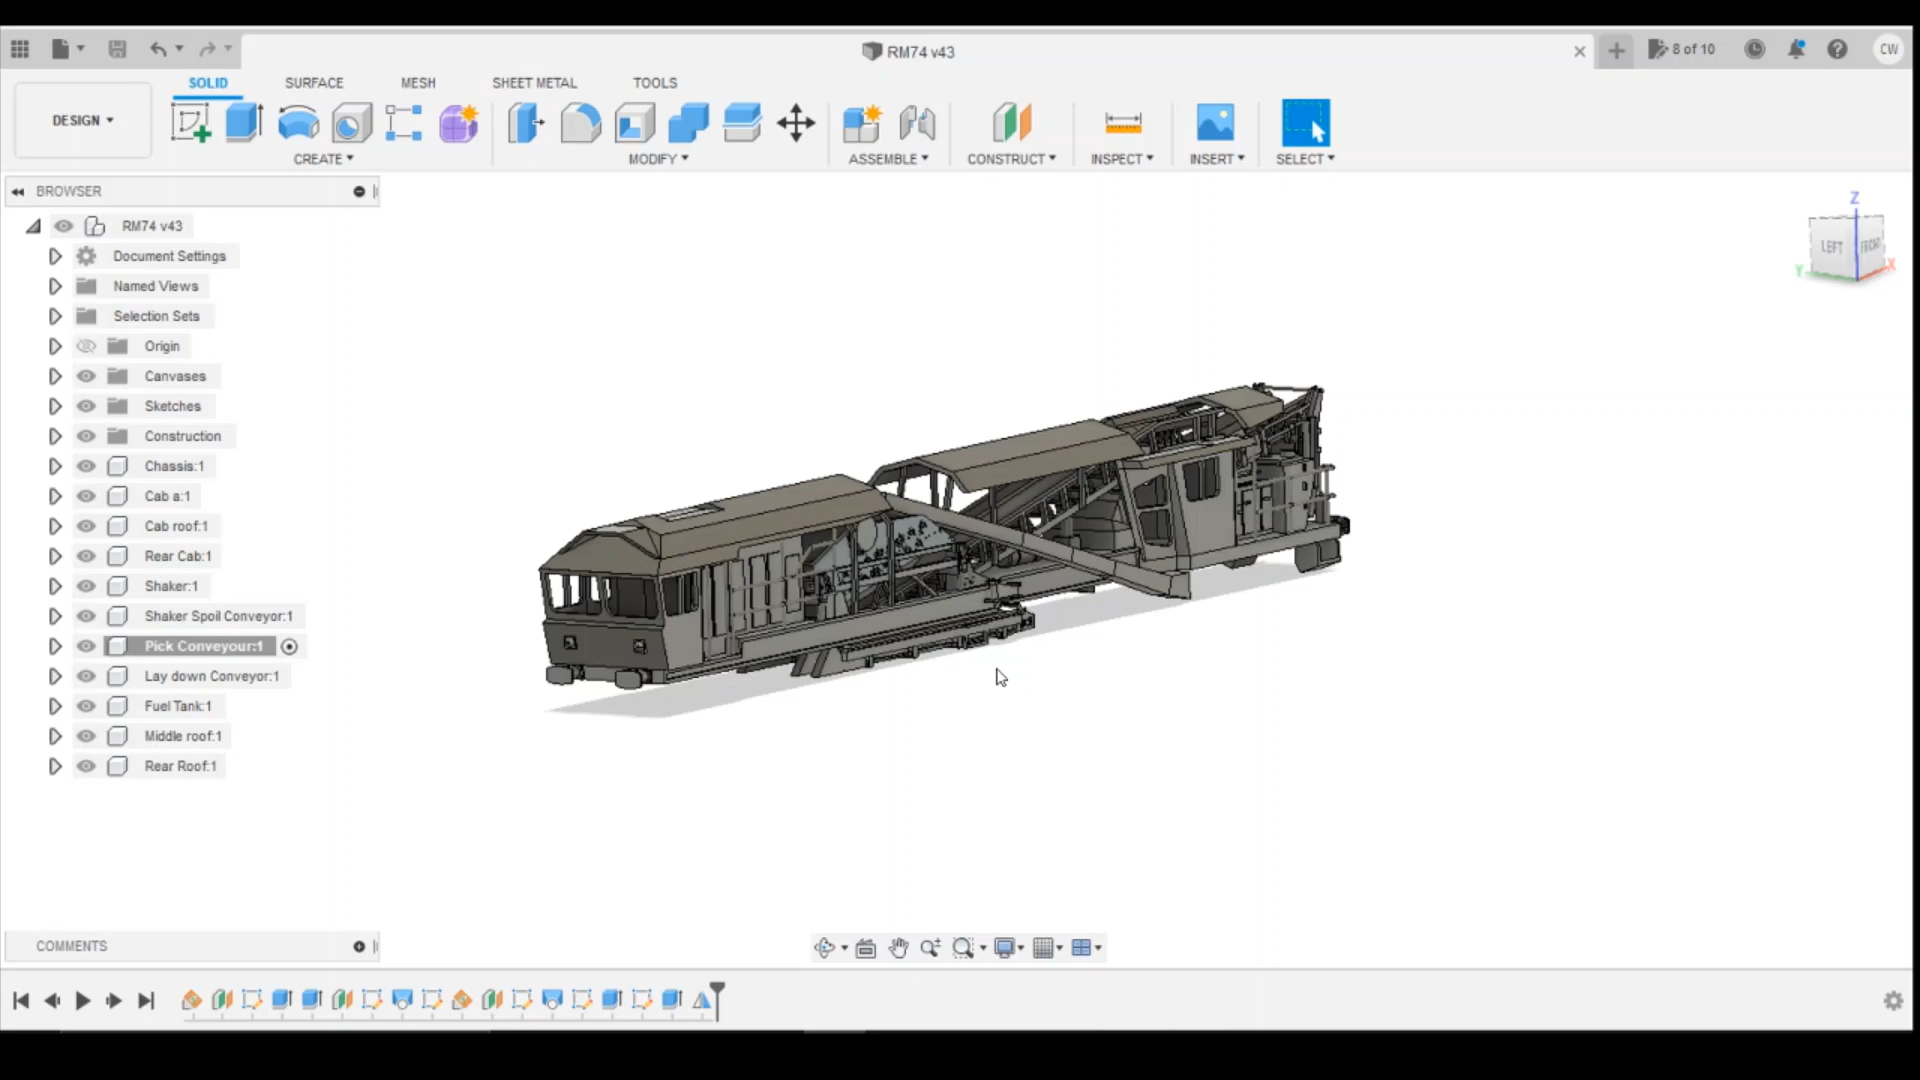 RM74 v43
8 of 10
CW
DESIGN
SOLID
SURFACE
MESH
SHEET METAL
TOOLS
CREATE
MODIFY
ASSEMBLE
CONSTRUCT
INSPECT
INSERT
SELECT
BROWSER
RM74 v43
Document Settings
Named Views
Selection Sets
Origin
Canvases
Sketches
Construction
Chassis:1
Cab a:1
Cab roof:1
Rear Cab:1
Shaker:1
Shaker Spoil Conveyor:1
Pick Conveyour:1
Lay down Conveyor:1
Fuel Tank:1
Middle roof:1
Rear Roof:1
Z
LEFT
FRONT
Y
X
COMMENTS